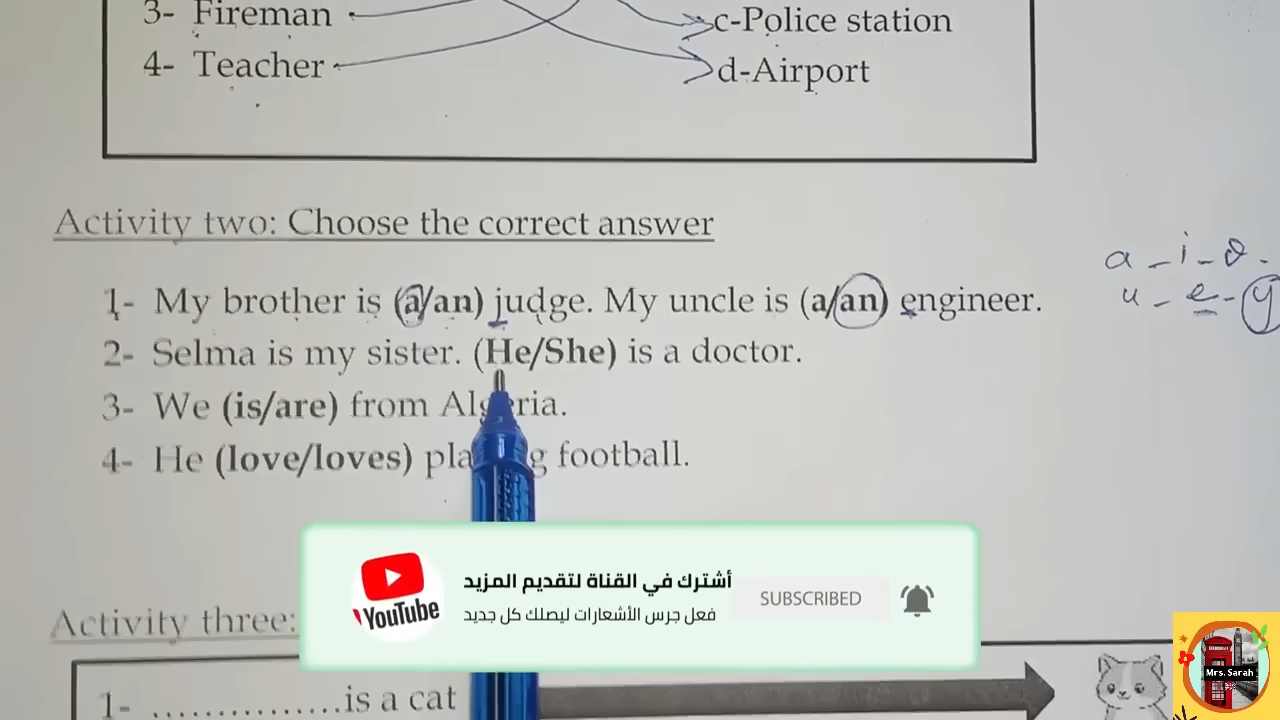 3- Fireman
c-Police station
4- Teacher
d-Airport
Activity two: Choose the correct answer
1- My brother is (a/an) judge. My uncle is (a/an) engineer.
a - i - o -
u - e - y
2- Selma is my sister. (He/She) is a doctor.
3- We (is/are) from Algeria.
4- He (love/loves) playing football.
أشترك في القناة لتقديم المزيد
فعل جرس الأشعارات ليصلك كل جديد
YouTube
SUBSCRIBED
Activity three:
Mrs. Sarah
1- ...............is a cat